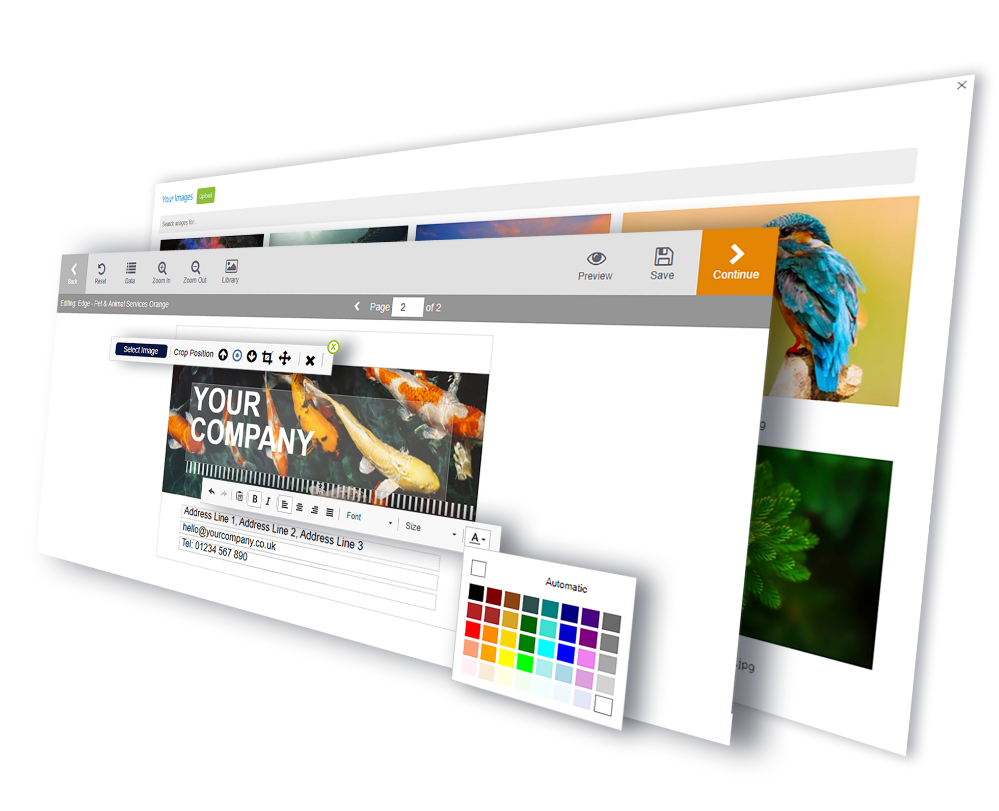 Your Images Upload
Search images for...
Back Reset Data Zoom In Zoom Out Library Preview Save Continue
Editing: Edge - Pet & Animal Services Orange
Page 2 of 2
Select Image Crop Position X
YOUR
COMPANY
B I Font Size A
Address Line 1, Address Line 2, Address Line 3
hello@yourcompany.co.uk
Tel: 01234 567 890
Automatic
.jpg